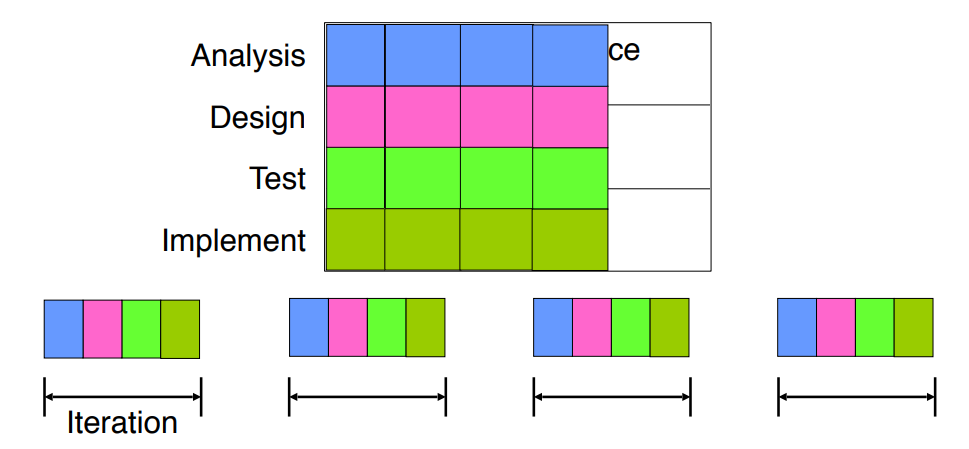 Analysis
ce
Design
Test
Implement
Iteration